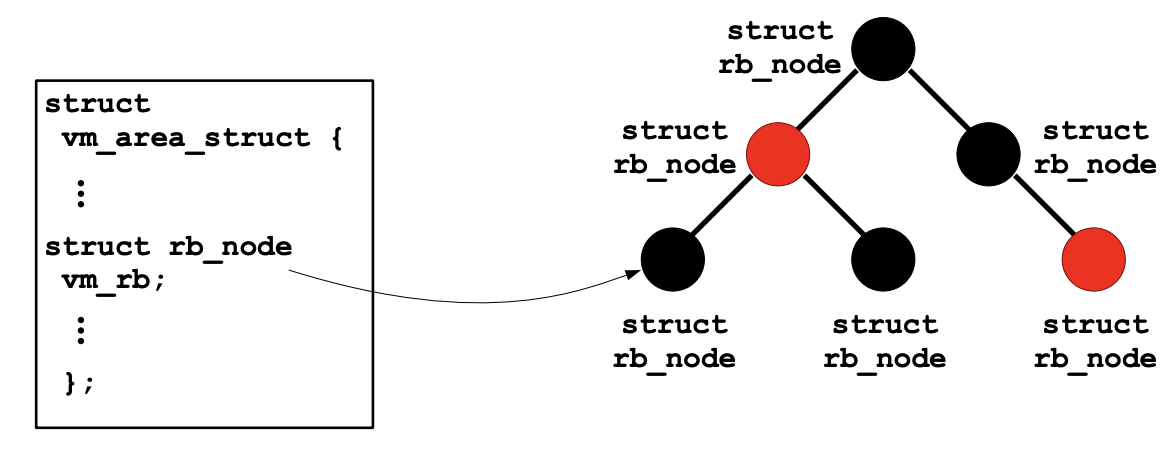 struct
vm_area_struct {
⋮
struct rb_node
vm_rb;
⋮
};
struct
rb_node
struct
rb_node
struct
rb_node
struct
rb_node
struct
rb_node
struct
rb_node